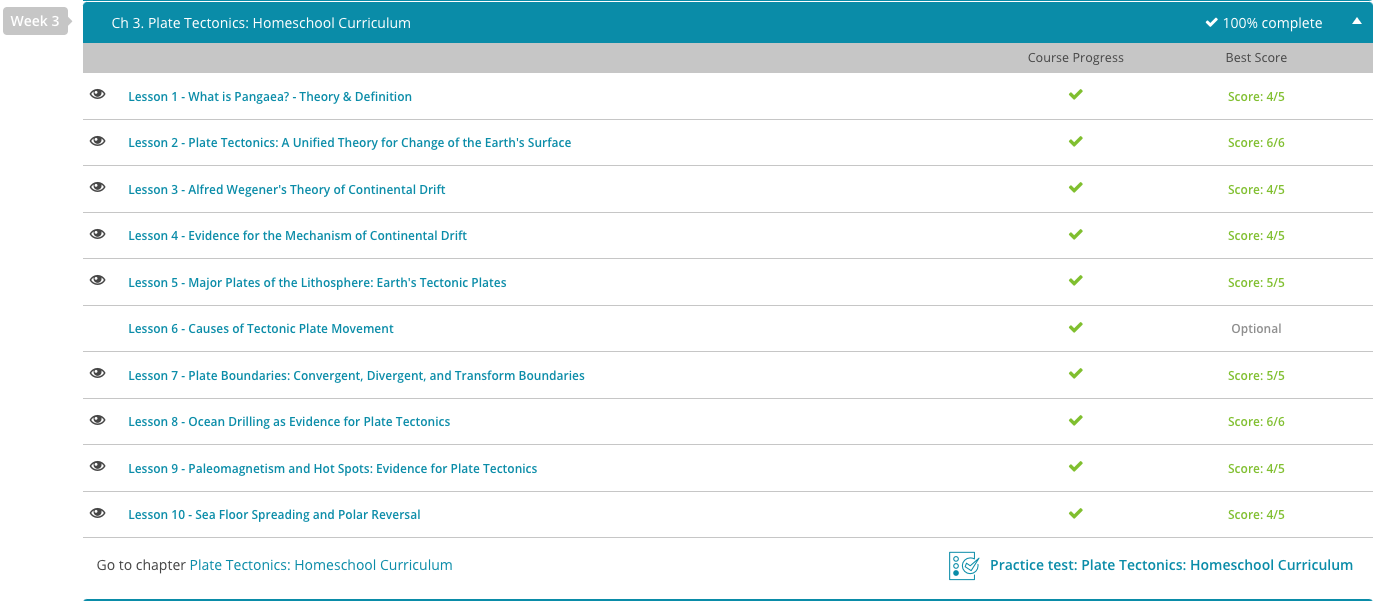 Week 3
Ch 3. Plate Tectonics: Homeschool Curriculum 100% complete
Course Progress Best Score
Lesson 1 - What is Pangaea? - Theory & Definition Score: 4/5
Lesson 2 - Plate Tectonics: A Unified Theory for Change of the Earth's Surface Score: 6/6
Lesson 3 - Alfred Wegener's Theory of Continental Drift Score: 4/5
Lesson 4 - Evidence for the Mechanism of Continental Drift Score: 4/5
Lesson 5 - Major Plates of the Lithosphere: Earth's Tectonic Plates Score: 5/5
Lesson 6 - Causes of Tectonic Plate Movement Optional
Lesson 7 - Plate Boundaries: Convergent, Divergent, and Transform Boundaries Score: 5/5
Lesson 8 - Ocean Drilling as Evidence for Plate Tectonics Score: 6/6
Lesson 9 - Paleomagnetism and Hot Spots: Evidence for Plate Tectonics Score: 4/5
Lesson 10 - Sea Floor Spreading and Polar Reversal Score: 4/5
Go to chapter Plate Tectonics: Homeschool Curriculum Practice test: Plate Tectonics: Homeschool Curriculum